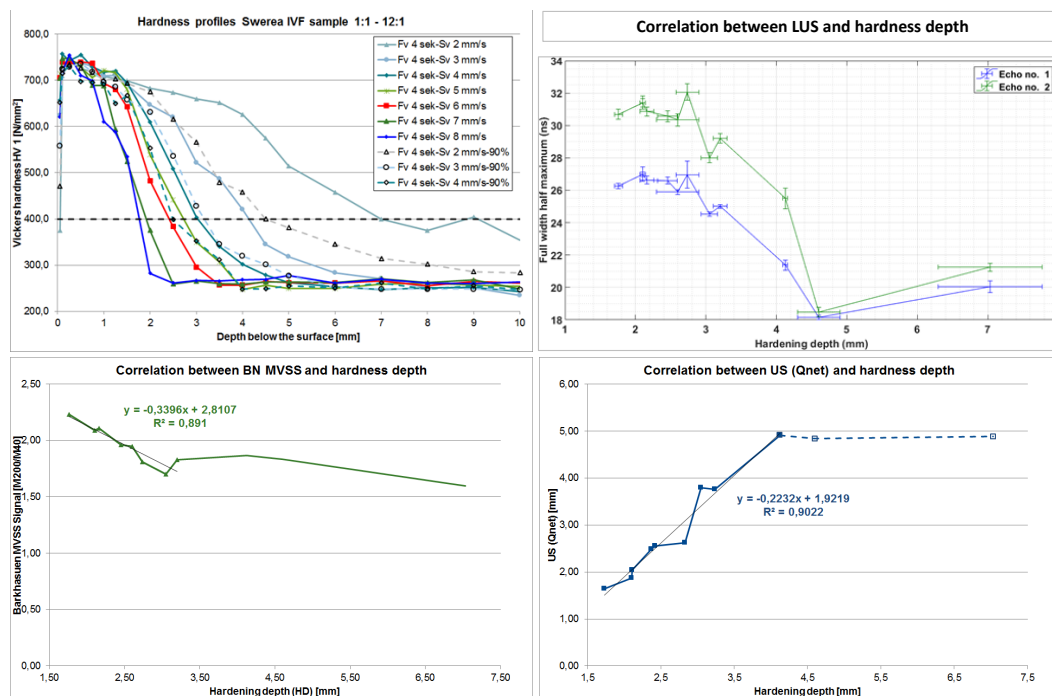 Hardness profiles Swerea IVF sample 1:1 - 12:1
800,0
700,0
600,0
500,0
400,0
300,0
200,0
Vickers hardness HV 1 [N/mm²]
0
1
2
3
4
5
6
7
8
9
10
Depth below the surface [mm]
Fv 4 sek-Sv 2 mm/s
Fv 4 sek-Sv 3 mm/s
Fv 4 sek-Sv 4 mm/s
Fv 4 sek-Sv 5 mm/s
Fv 4 sek-Sv 6 mm/s
Fv 4 sek-Sv 7 mm/s
Fv 4 sek-Sv 8 mm/s
Fv 4 sek-Sv 2 mm/s-90%
Fv 4 sek-Sv 3 mm/s-90%
Fv 4 sek-Sv 4 mm/s-90%
Correlation between LUS and hardness depth
34
32
30
28
26
24
22
20
18
Full width half maximum (ns)
1
2
3
4
5
6
7
Hardening depth (mm)
Echo no. 1
Echo no. 2
Correlation between BN MVSS and hardness depth
2,50
2,00
1,50
1,00
0,50
0,00
Barkhasuen MVSS Signal [M2000/M40]
y = -0,3396x + 2,8107
R² = 0,891
1,50
2,50
3,50
4,50
5,50
6,50
7,50
Hardening depth (HD) [mm]
Correlation between US (Qnet) and hardness depth
6,00
5,00
4,00
3,00
2,00
1,00
0,00
US (Qnet) [mm]
y = -0,2232x + 1,9219
R² = 0,9022
1,5
2,5
3,5
4,5
5,5
6,5
7,5
Hardening depth [mm]